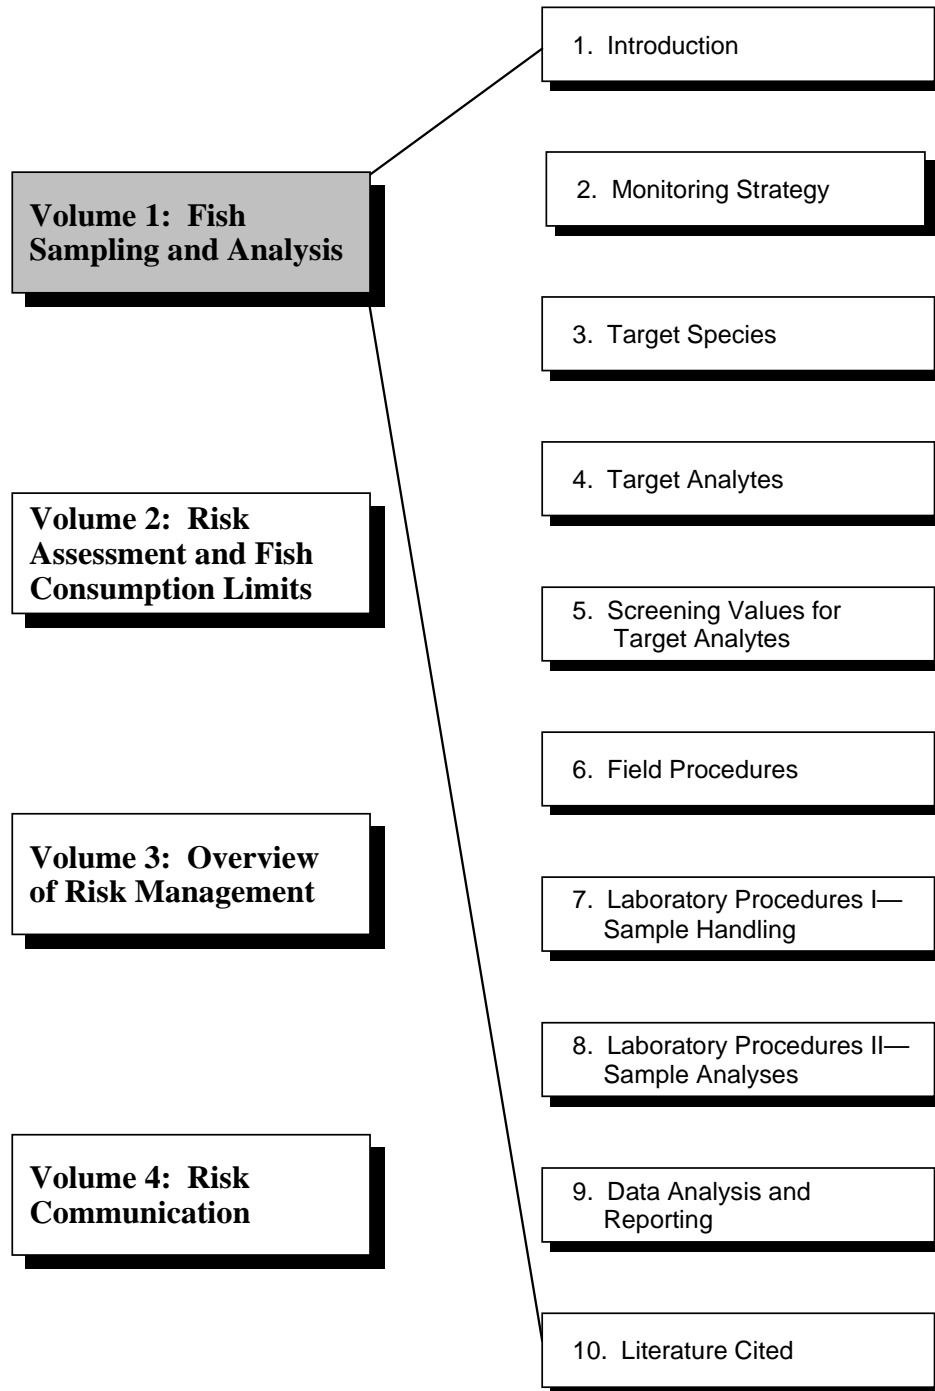 Volume 1: Fish
Sampling and Analysis
Volume 2: Risk
Assessment and Fish
Consumption Limits
Volume 3: Overview
of Risk Management
Volume 4: Risk
Communication
1. Introduction
2. Monitoring Strategy
3. Target Species
4. Target Analytes
5. Screening Values for
Target Analytes
6. Field Procedures
7. Laboratory Procedures I—
Sample Handling
8. Laboratory Procedures II—
Sample Analyses
9. Data Analysis and
Reporting
10. Literature Cited